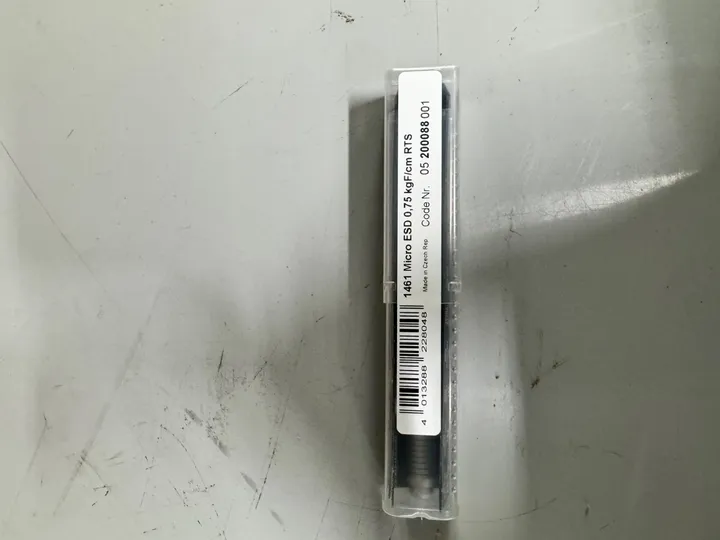 1461 Micro ESD 0,75 kgF/cm RTS
Made in Czech Rep.
Code Nr. 05 200088 001
4 013288 228048